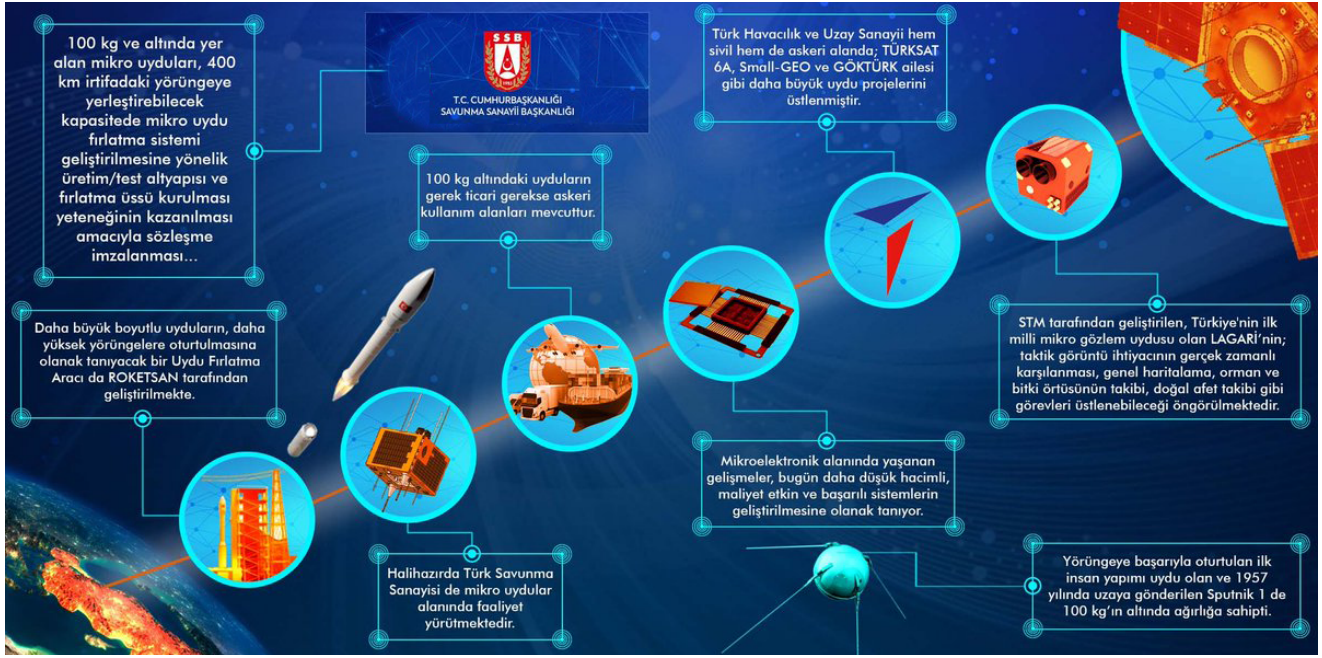 100 kg ve altında yer
alan mikro uyduları, 400
km irtifadaki yörüngeye
yerleştirebilecek
kapasitede mikro uydu
fırlatma sistemi
geliştirilmesine yönelik
üretim/test altyapısı ve
fırlatma üssü kurulması
yeteneğinin kazanılması
amacıyla sözleşme
imzalanması...
SSB
T.C. CUMHURBAŞKANLIĞI
SAVUNMA SANAYİİ BAŞKANLIĞI
Türk Havacılık ve Uzay Sanayii hem
sivil hem de askeri alanda; TÜRKSAT
6A, Small-GEO ve GÖKTÜRK ailesi
gibi daha büyük uydu projelerini
üstlenmiştir.
100 kg altındaki uyduların
gerek ticari gerekse askeri
kullanım alanları mevcuttur.
Daha büyük boyutlu uyduların, daha
yüksek yörüngelere oturtulmasına
olanak tanıyacak bir Uydu Fırlatma
Aracı da ROKETSAN tarafından
geliştirilmekte.
STM tarafından geliştirilen, Türkiye'nin ilk
milli mikro gözlem uydusu olan LAGARİ'nin;
taktik görüntü ihtiyacının gerçek zamanlı
karşılanması, genel haritalama, orman ve
bitki örtüsünün takibi, doğal afet takibi gibi
görevleri üstlenebileceği öngörülmektedir.
Mikroelektronik alanında yaşanan
gelişmeler, bugün daha düşük hacimli,
maliyet etkin ve başarılı sistemlerin
geliştirilmesine olanak tanıyor.
Halihazırda Türk Savunma
Sanayisi de mikro uydular
alanında faaliyet
yürütmektedir.
Yörüngeye başarıyla oturtulan ilk
insan yapımı uydu olan ve 1957
yılında uzaya gönderilen Sputnik 1 de
100 kg'ın altında ağırlığa sahipti.